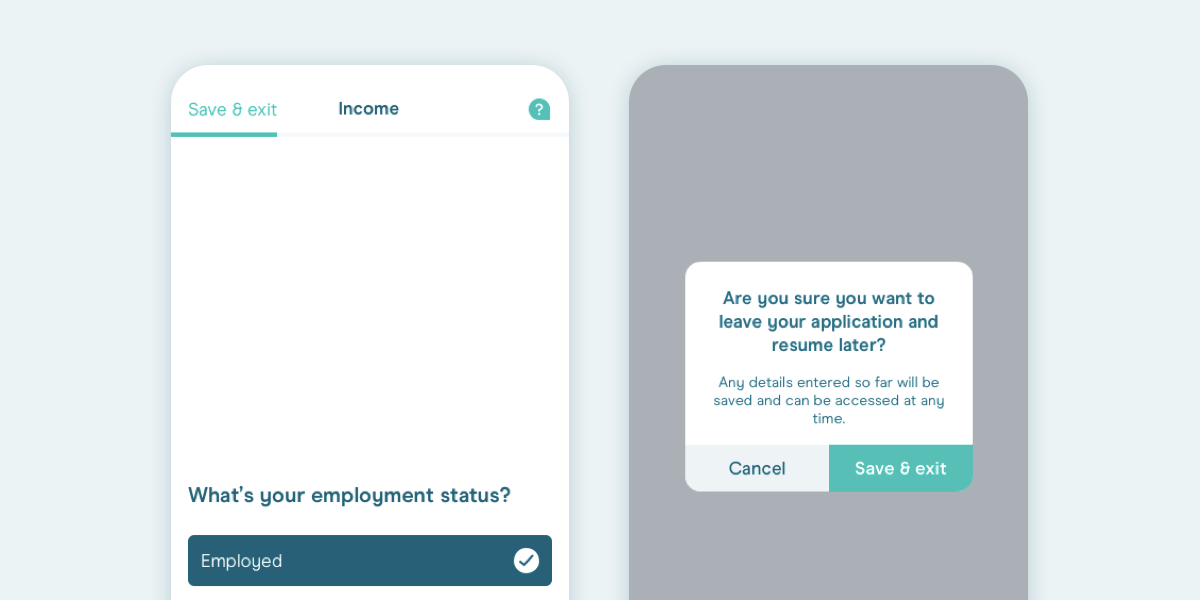 Save & exit
Income
?
What's your employment status?
Employed
Are you sure you want to
leave your application and
resume later?
Any details entered so far will be
saved and can be accessed at any
time.
Cancel
Save & exit